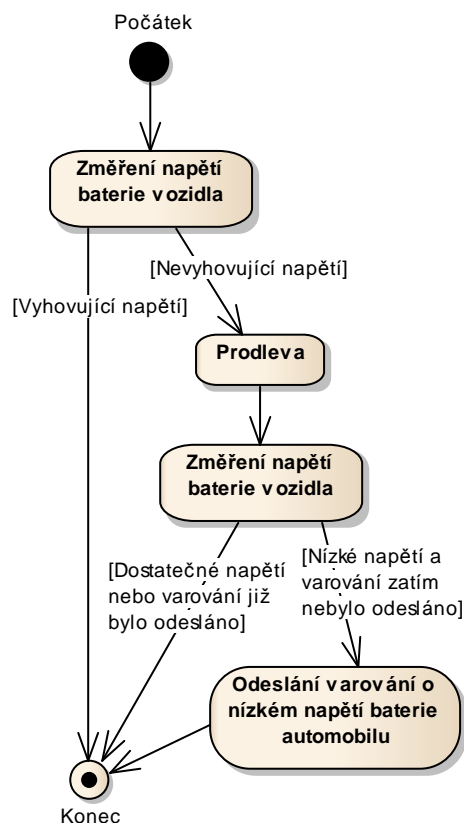 Počátek
Změření napětí
baterie vozidla
[Nevyhovující napětí]
[Vyhovující napětí]
Prodleva
Změření napětí
baterie vozidla
[Dostatečné napětí
nebo varování již
bylo odesláno]
[Nízké napětí a
varování zatím
nebylo odesláno]
Odeslání varování o
nízkém napětí baterie
automobilu
Konec